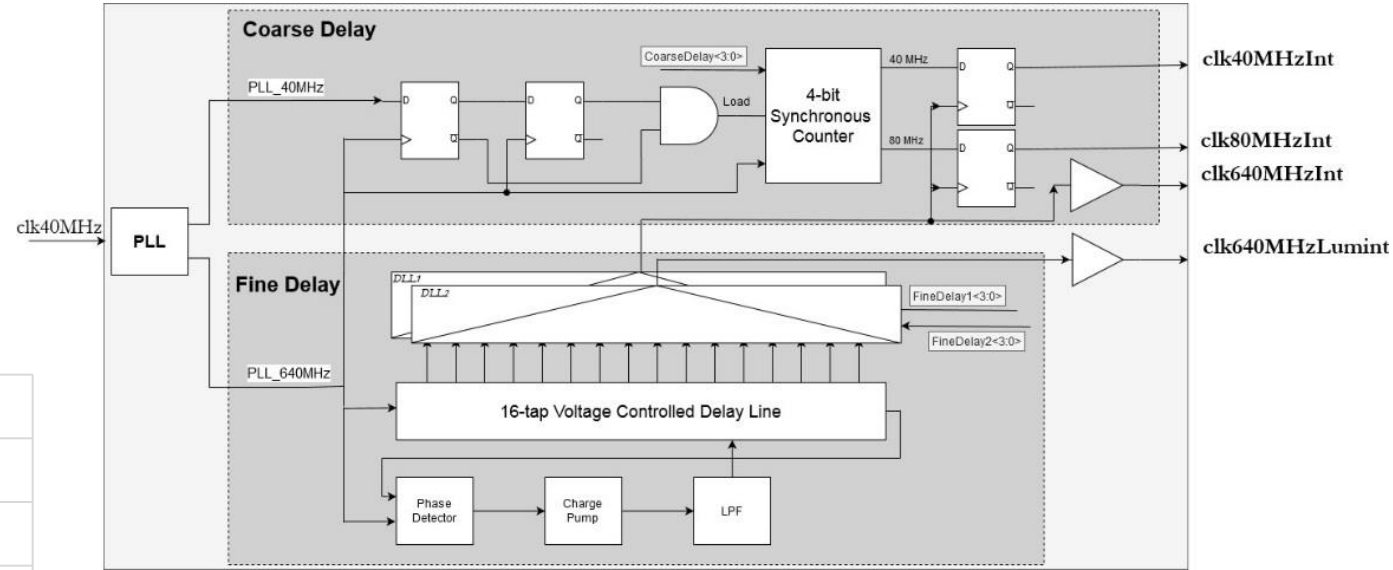 Coarse Delay
PLL_40MHz
D
Q
Q
D
Q
Q
Load
CoarseDelay<3:0>
4-bit
Synchronous
Counter
40 MHz
80 MHz
D
Q
Q
D
Q
Q
clk40MHzInt
clk80MHzInt
clk640MHzInt
clk40MHz
PLL
clk640MHzLumint
Fine Delay
DLL1
DLL2
FineDelay1<3:0>
FineDelay2<3:0>
PLL_640MHz
16-tap Voltage Controlled Delay Line
Phase
Detector
Charge
Pump
LPF